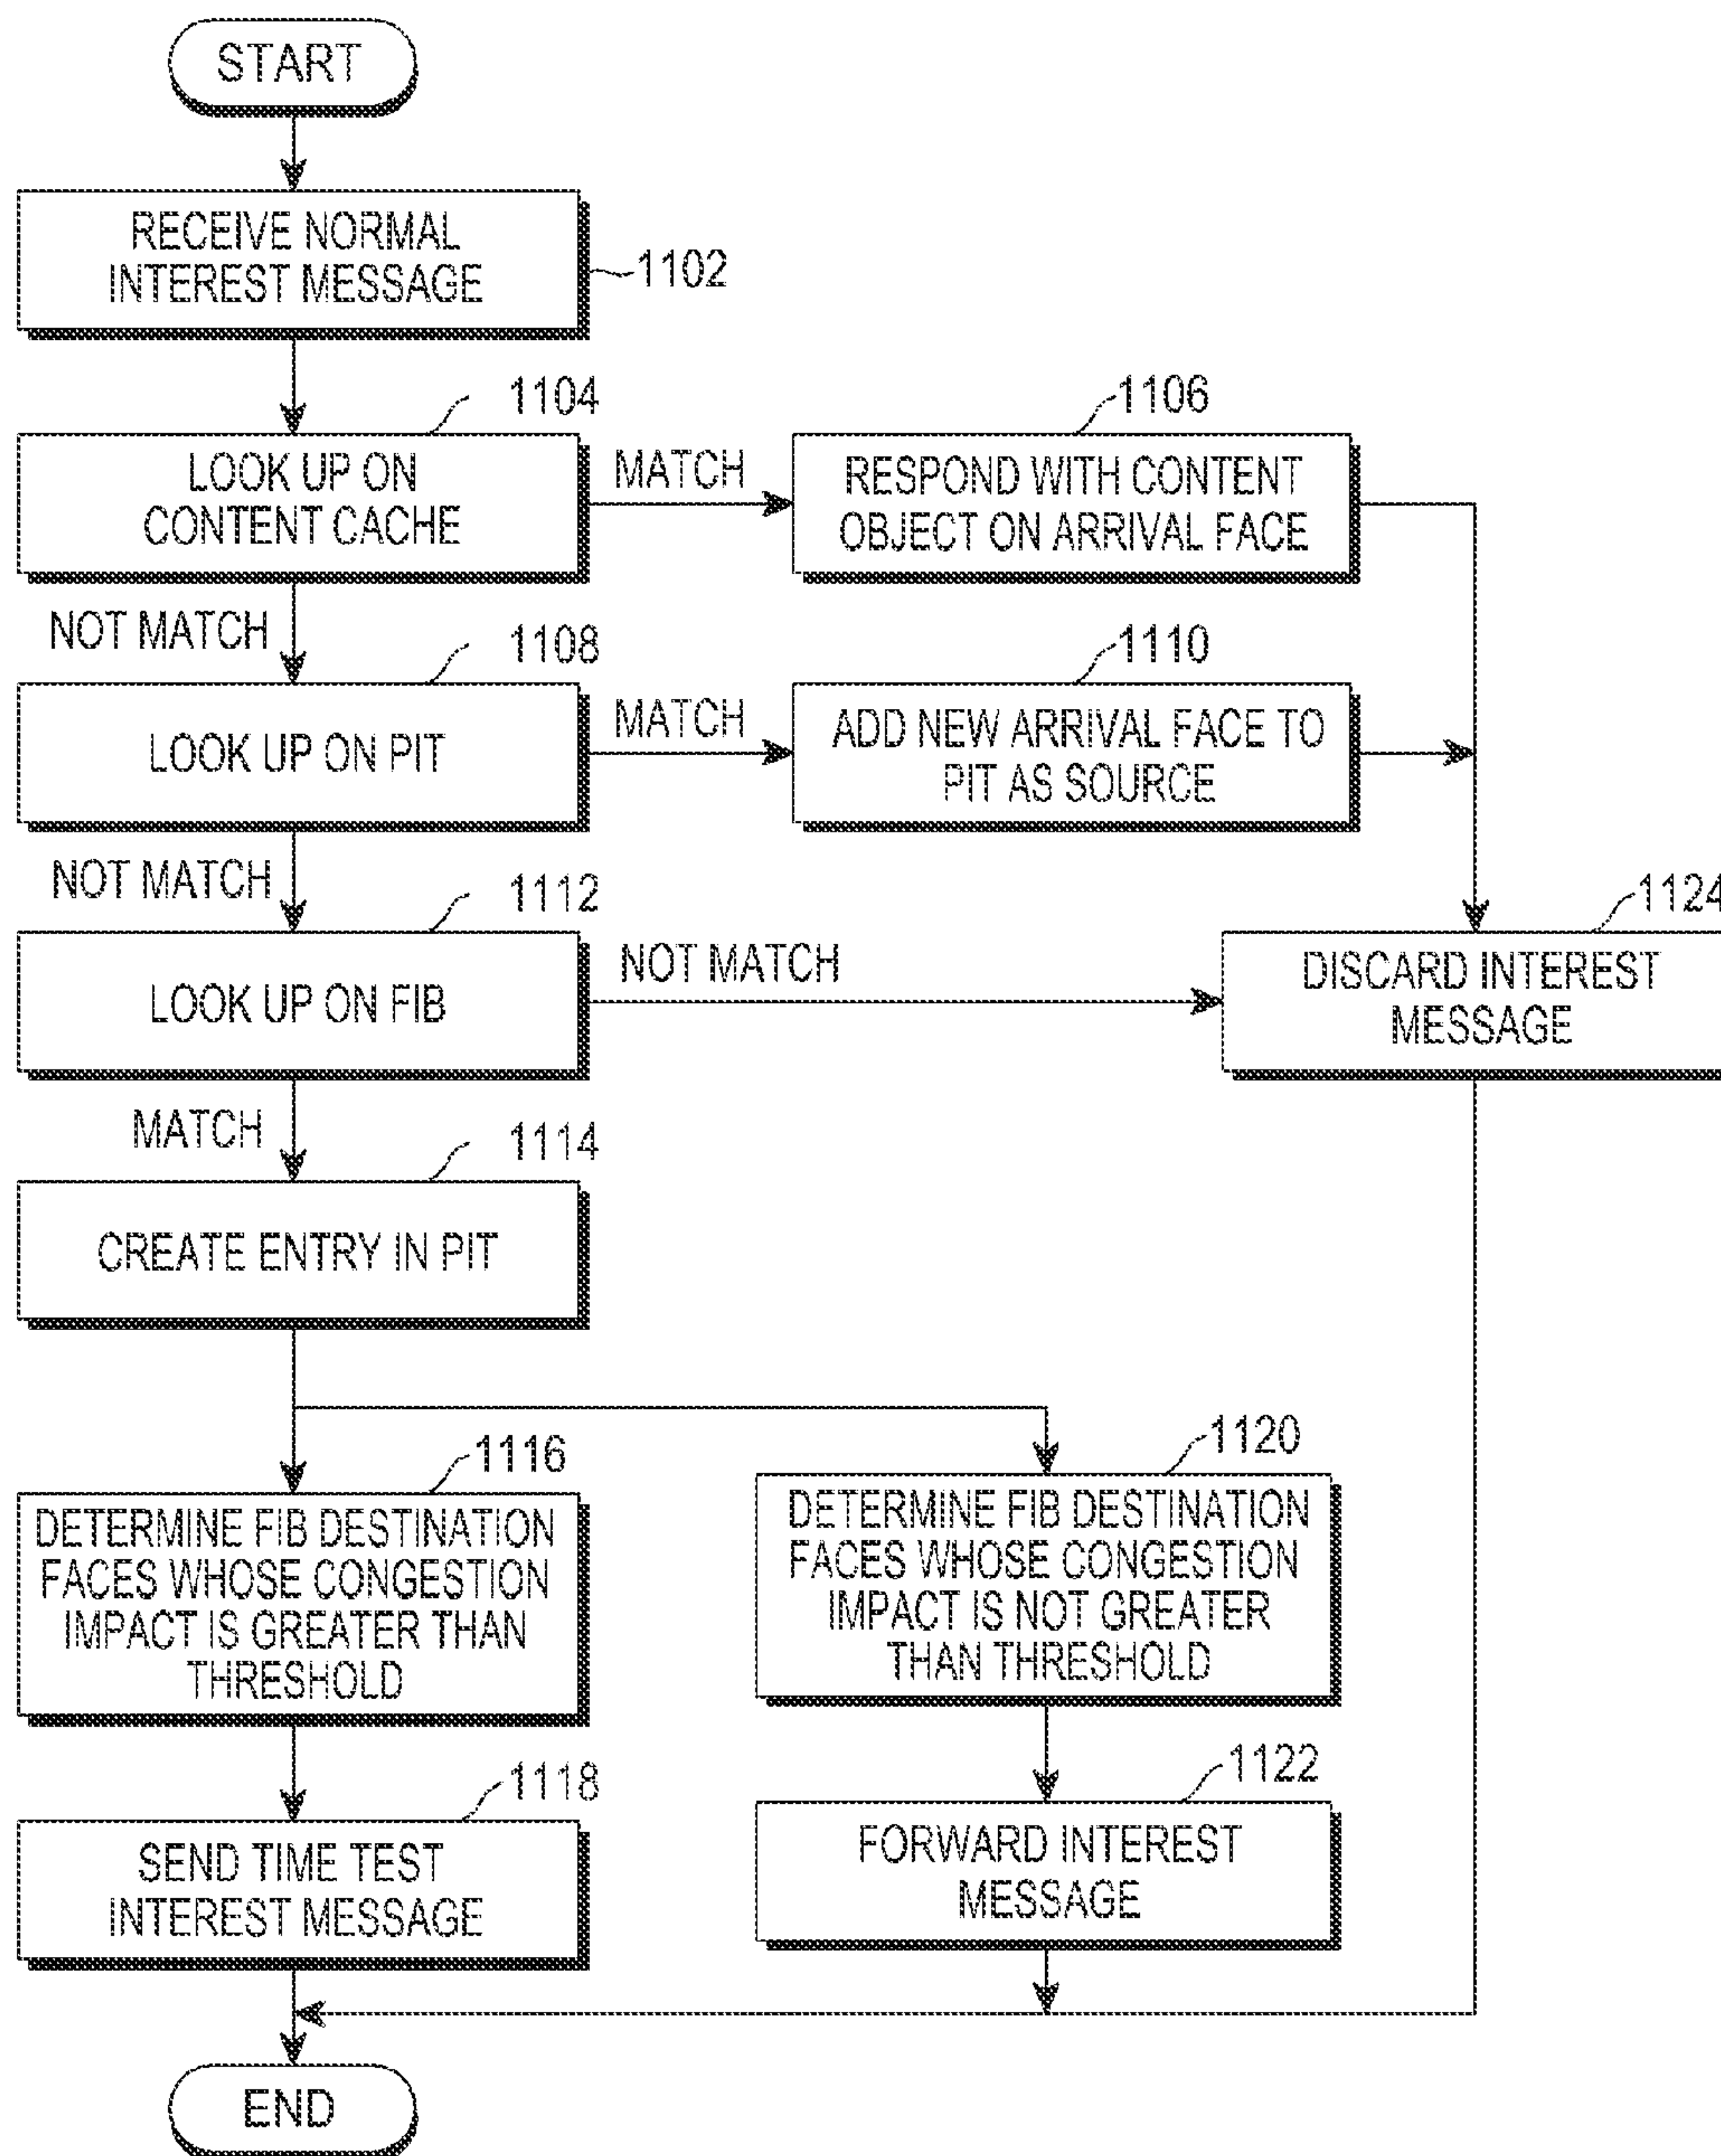 START
RECEIVE NORMAL
INTEREST MESSAGE
1102
1104
1106
LOOK UP ON
CONTENT CACHE
MATCH
RESPOND WITH CONTENT
OBJECT ON ARRIVAL FACE
NOT MATCH
1108
1110
LOOK UP ON PIT
MATCH
ADD NEW ARRIVAL FACE TO
PIT AS SOURCE
NOT MATCH
1112
1124
LOOK UP ON FIB
NOT MATCH
DISCARD INTEREST
MESSAGE
MATCH
1114
CREATE ENTRY IN PIT
1116
1120
DETERMINE FIB DESTINATION
FACES WHOSE CONGESTION
IMPACT IS GREATER THAN
THRESHOLD
DETERMINE FIB DESTINATION
FACES WHOSE CONGESTION
IMPACT IS NOT GREATER
THAN THRESHOLD
1118
1122
SEND TIME TEST
INTEREST MESSAGE
FORWARD INTEREST
MESSAGE
END